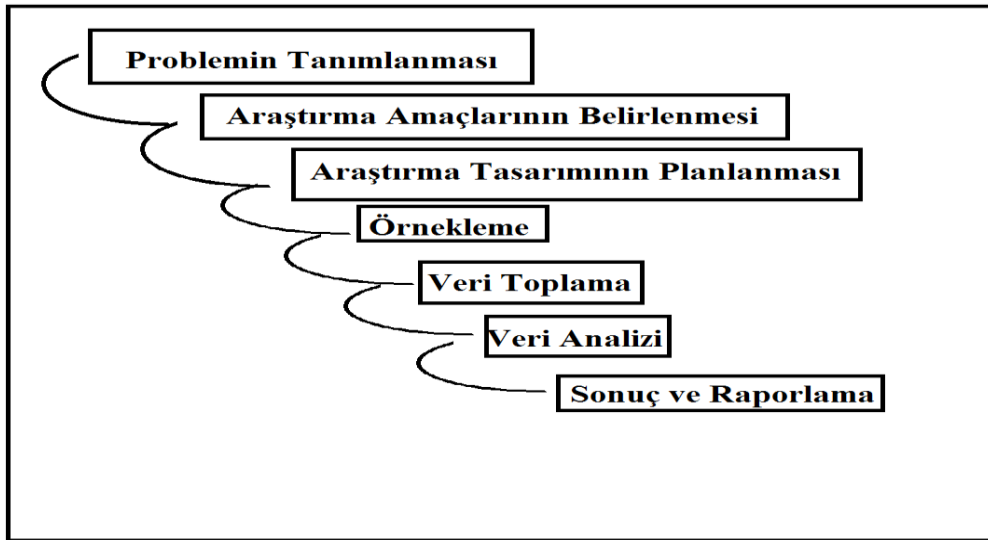 Problemin Tanımlanması
Araştırma Amaçlarının Belirlenmesi
Araştırma Tasarımının Planlanması
Örnekleme
Veri Toplama
Veri Analizi
Sonuç ve Raporlama